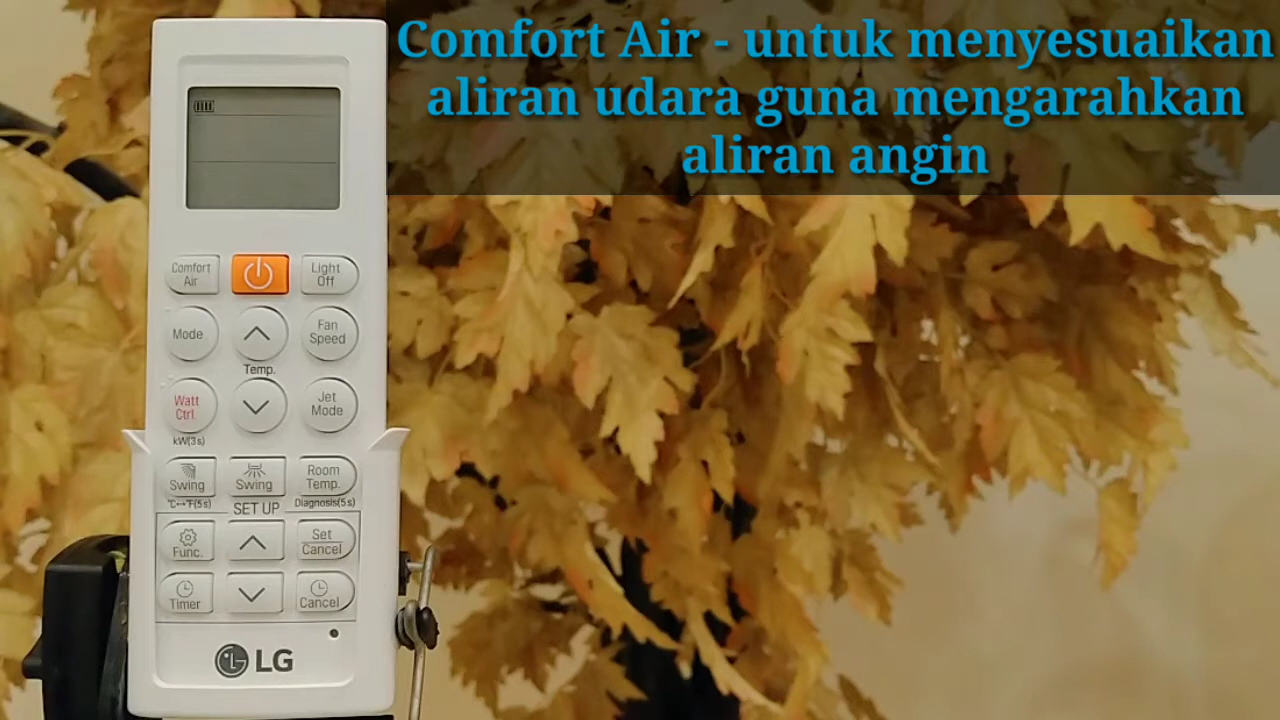 Comfort Air - untuk menyesuaikan
aliran udara guna mengarahkan
aliran angin
Comfort
Air
Light
Off
Mode
Fan
Speed
Temp.
Watt
Ctrl.
Jet
Mode
kW(3s)
Swing
Swing
Room
Temp.
°C↔°F(5s)
SET UP
Diagnosis(5s)
Func.
Set
Cancel
Timer
Cancel
LG